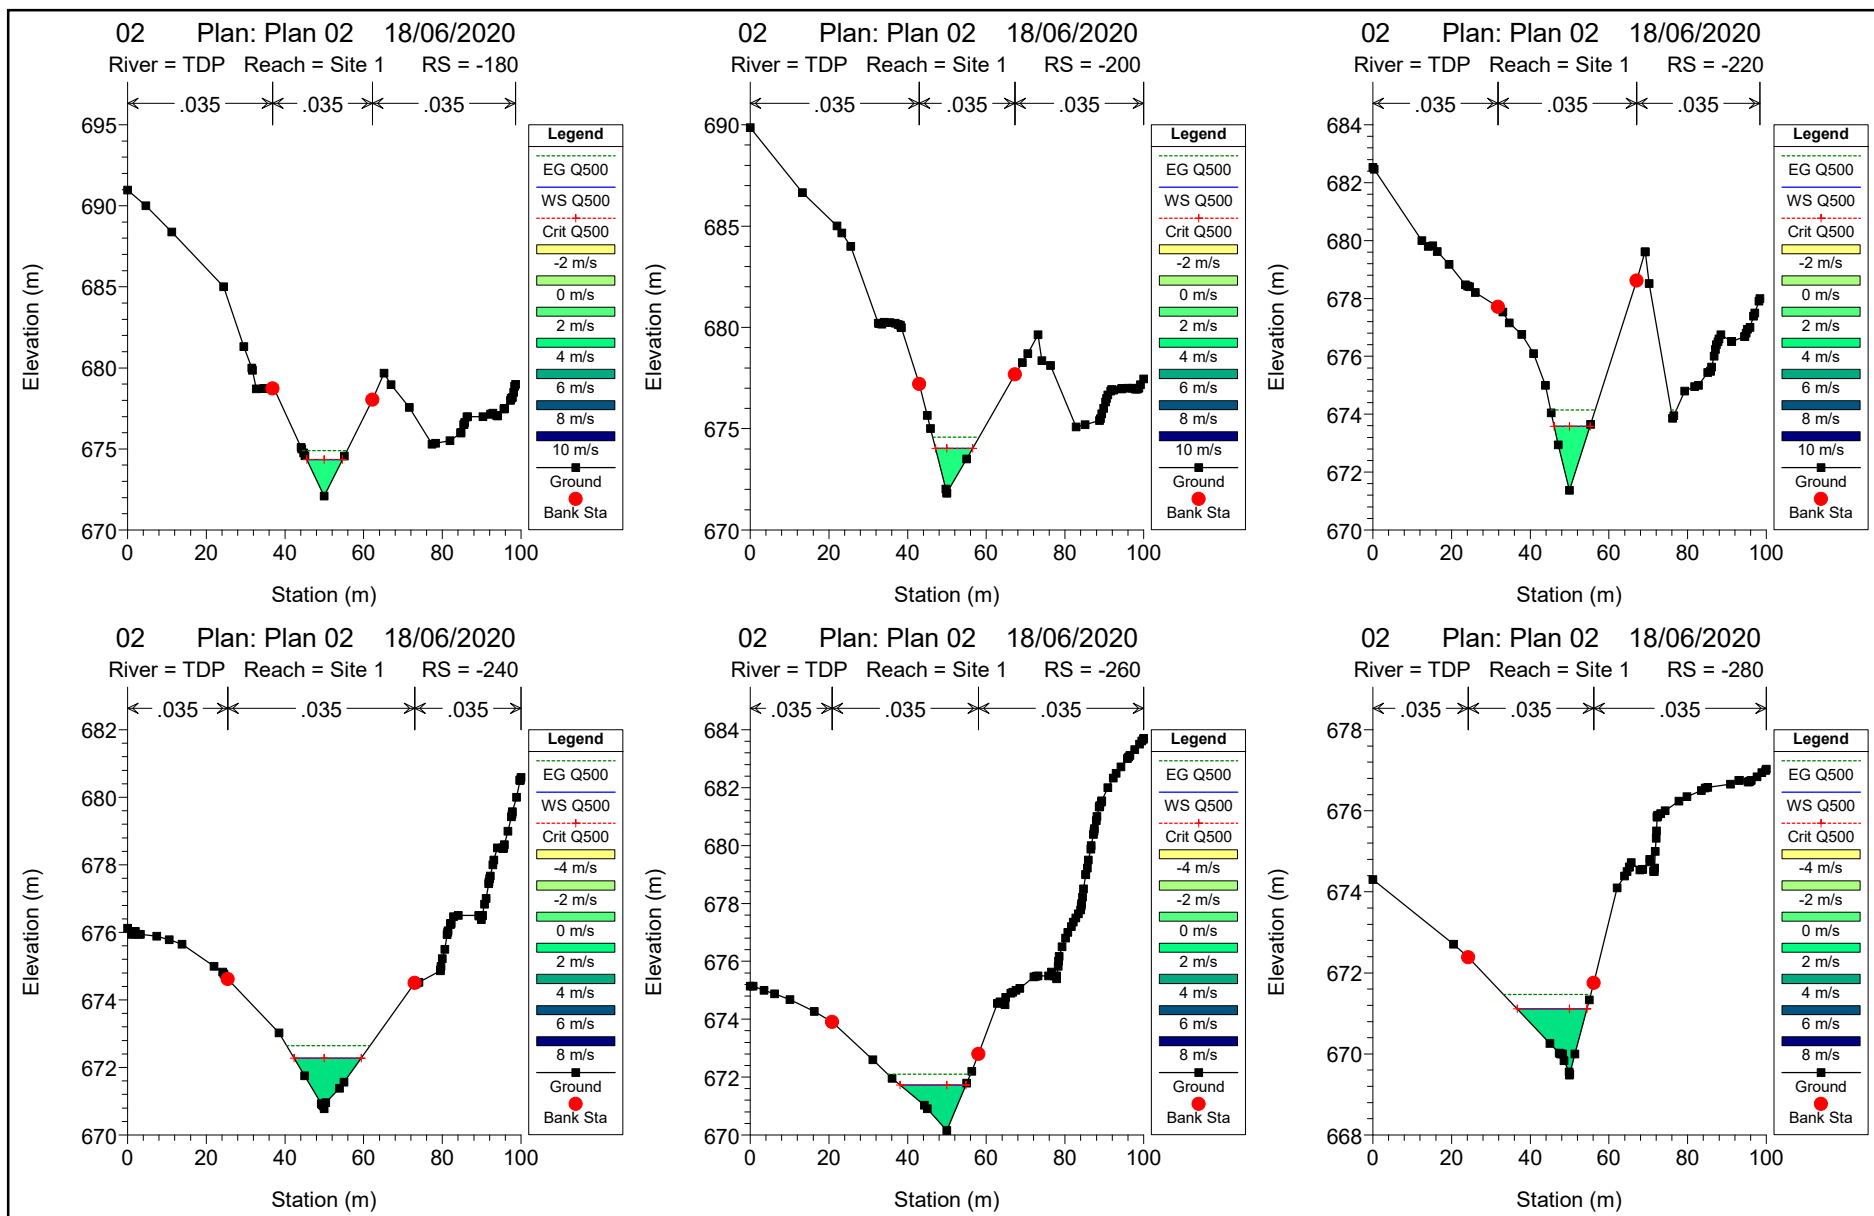 02 Plan: Plan 02 18/06/2020
River = TDP Reach = Site 1 RS = -180
.035 .035 .035
Elevation (m)
695
690
685
680
675
670
0 20 40 60 80 100
Station (m)
Legend
EG Q500
WS Q500
Crit Q500
-2 m/s
0 m/s
2 m/s
4 m/s
6 m/s
8 m/s
10 m/s
Ground
Bank Sta
02 Plan: Plan 02 18/06/2020
River = TDP Reach = Site 1 RS = -200
.035 .035 .035
Elevation (m)
690
685
680
675
670
0 20 40 60 80 100
Station (m)
Legend
EG Q500
WS Q500
Crit Q500
-2 m/s
0 m/s
2 m/s
4 m/s
6 m/s
8 m/s
10 m/s
Ground
Bank Sta
02 Plan: Plan 02 18/06/2020
River = TDP Reach = Site 1 RS = -220
.035 .035 .035
Elevation (m)
684
682
680
678
676
674
672
670
0 20 40 60 80 100
Station (m)
Legend
EG Q500
WS Q500
Crit Q500
-2 m/s
0 m/s
2 m/s
4 m/s
6 m/s
8 m/s
10 m/s
Ground
Bank Sta
02 Plan: Plan 02 18/06/2020
River = TDP Reach = Site 1 RS = -240
.035 .035 .035
Elevation (m)
682
680
678
676
674
672
670
0 20 40 60 80 100
Station (m)
Legend
EG Q500
WS Q500
Crit Q500
-4 m/s
-2 m/s
0 m/s
2 m/s
4 m/s
6 m/s
8 m/s
Ground
Bank Sta
02 Plan: Plan 02 18/06/2020
River = TDP Reach = Site 1 RS = -260
.035 .035 .035
Elevation (m)
684
682
680
678
676
674
672
670
0 20 40 60 80 100
Station (m)
Legend
EG Q500
WS Q500
Crit Q500
-4 m/s
-2 m/s
0 m/s
2 m/s
4 m/s
6 m/s
8 m/s
Ground
Bank Sta
02 Plan: Plan 02 18/06/2020
River = TDP Reach = Site 1 RS = -280
.035 .035 .035
Elevation (m)
678
676
674
672
670
668
0 20 40 60 80 100
Station (m)
Legend
EG Q500
WS Q500
Crit Q500
-4 m/s
-2 m/s
0 m/s
2 m/s
4 m/s
6 m/s
8 m/s
Ground
Bank Sta